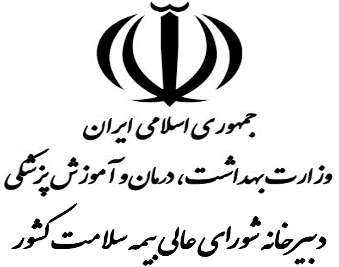 جمهوری اسلامی ایران
وزارت بهداشت، درمان و آموزش پزشکی
دبیرخانه شورای عالی بیمه سلامت کشور